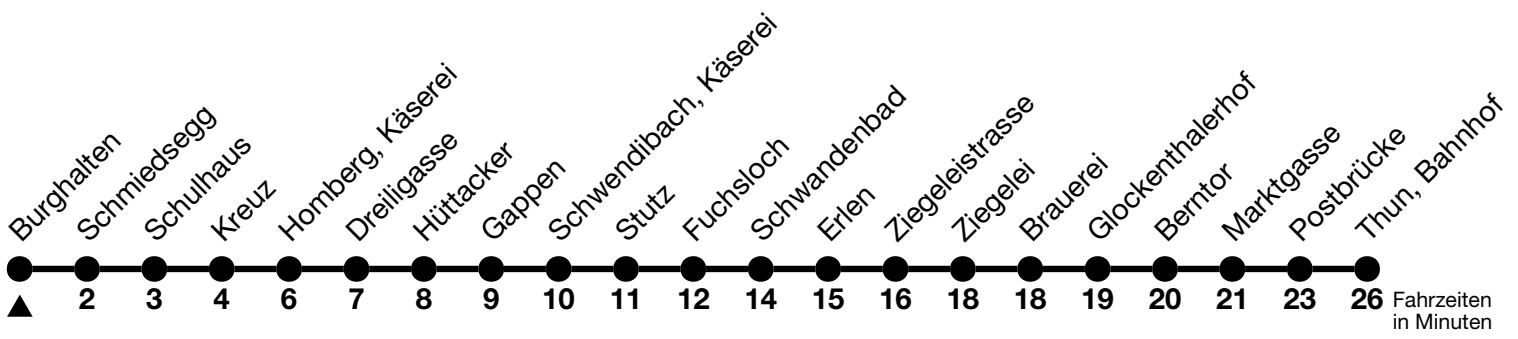 Burghalten
Schmiedsegg
Schulhaus
Kreuz
Homberg, Käserei
Dreiligasse
Hüttacker
Gappen
Schwendibach, Käserei
Stutz
Fuchsloch
Schwandenbad
Erlen
Ziegeleistrasse
Ziegelei
Brauerei
Glockenthalerhof
Berntor
Marktgasse
Postbrücke
Thun, Bahnhof
2 3 4 6 7 8 9 10 11 12 14 15 16 18 18 19 20 21 23 26 Fahrzeiten
in Minuten